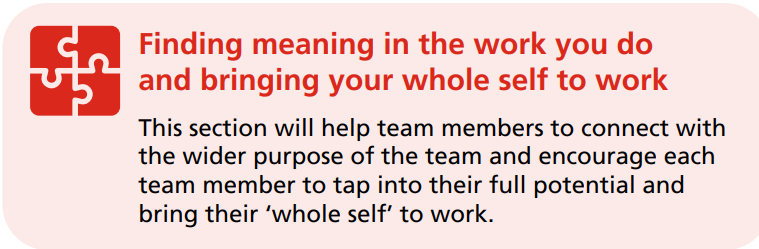 Finding meaning in the work you do
and bringing your whole self to work
This section will help team members to connect with
the wider purpose of the team and encourage each
team member to tap into their full potential and
bring their ‘whole self’ to work.